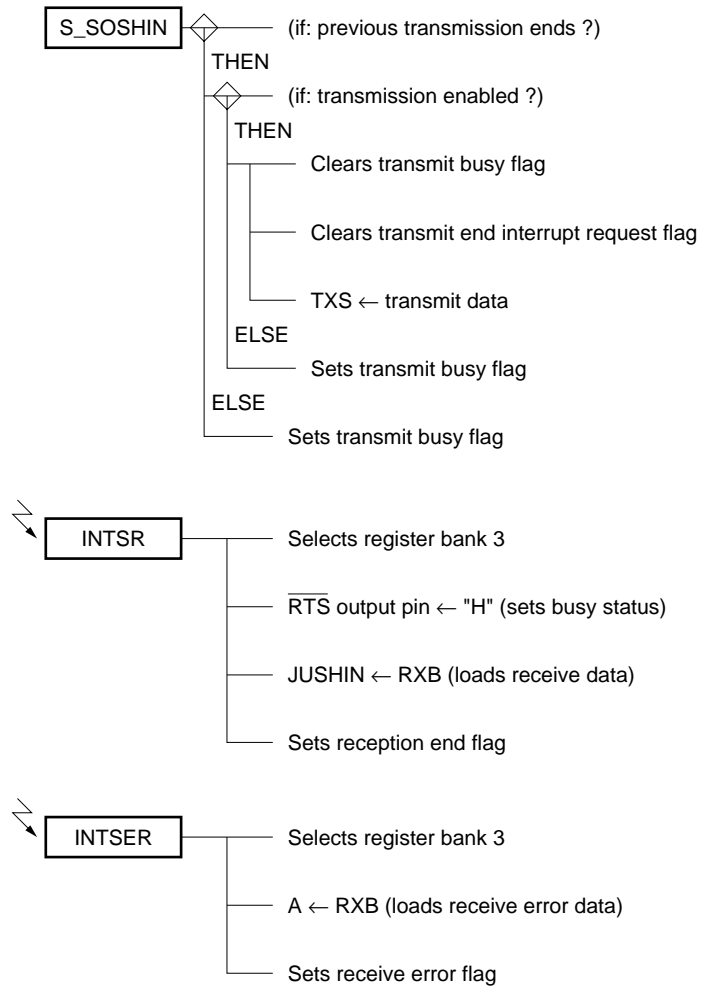 S_SOSHIN
(if: previous transmission ends ?)
THEN
(if: transmission enabled ?)
THEN
Clears transmit busy flag
Clears transmit end interrupt request flag
TXS ← transmit data
ELSE
Sets transmit busy flag
ELSE
Sets transmit busy flag
INTSR
Selects register bank 3
R̅T̅S̅ output pin ← "H" (sets busy status)
JUSHIN ← RXB (loads receive data)
Sets reception end flag
INTSER
Selects register bank 3
A ← RXB (loads receive error data)
Sets receive error flag